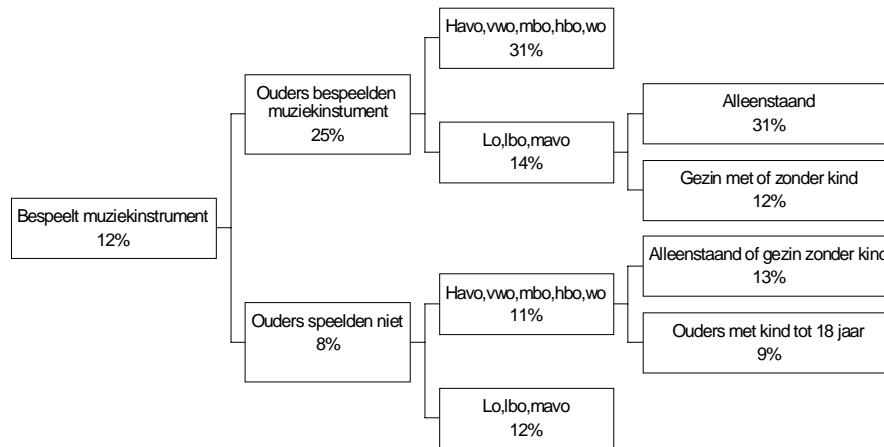 Havo,vwo,mbo,hbo,wo
31%
Ouders bespeelden
muziekinstument
25%
Alleenstaand
31%
Lo,lbo,mavo
14%
Gezin met of zonder kind
12%
Bespeelt muziekinstrument
12%
Alleenstaand of gezin zonder kind
13%
Havo,vwo,mbo,hbo,wo
11%
Ouders speelden niet
8%
Ouders met kind tot 18 jaar
9%
Lo,lbo,mavo
12%